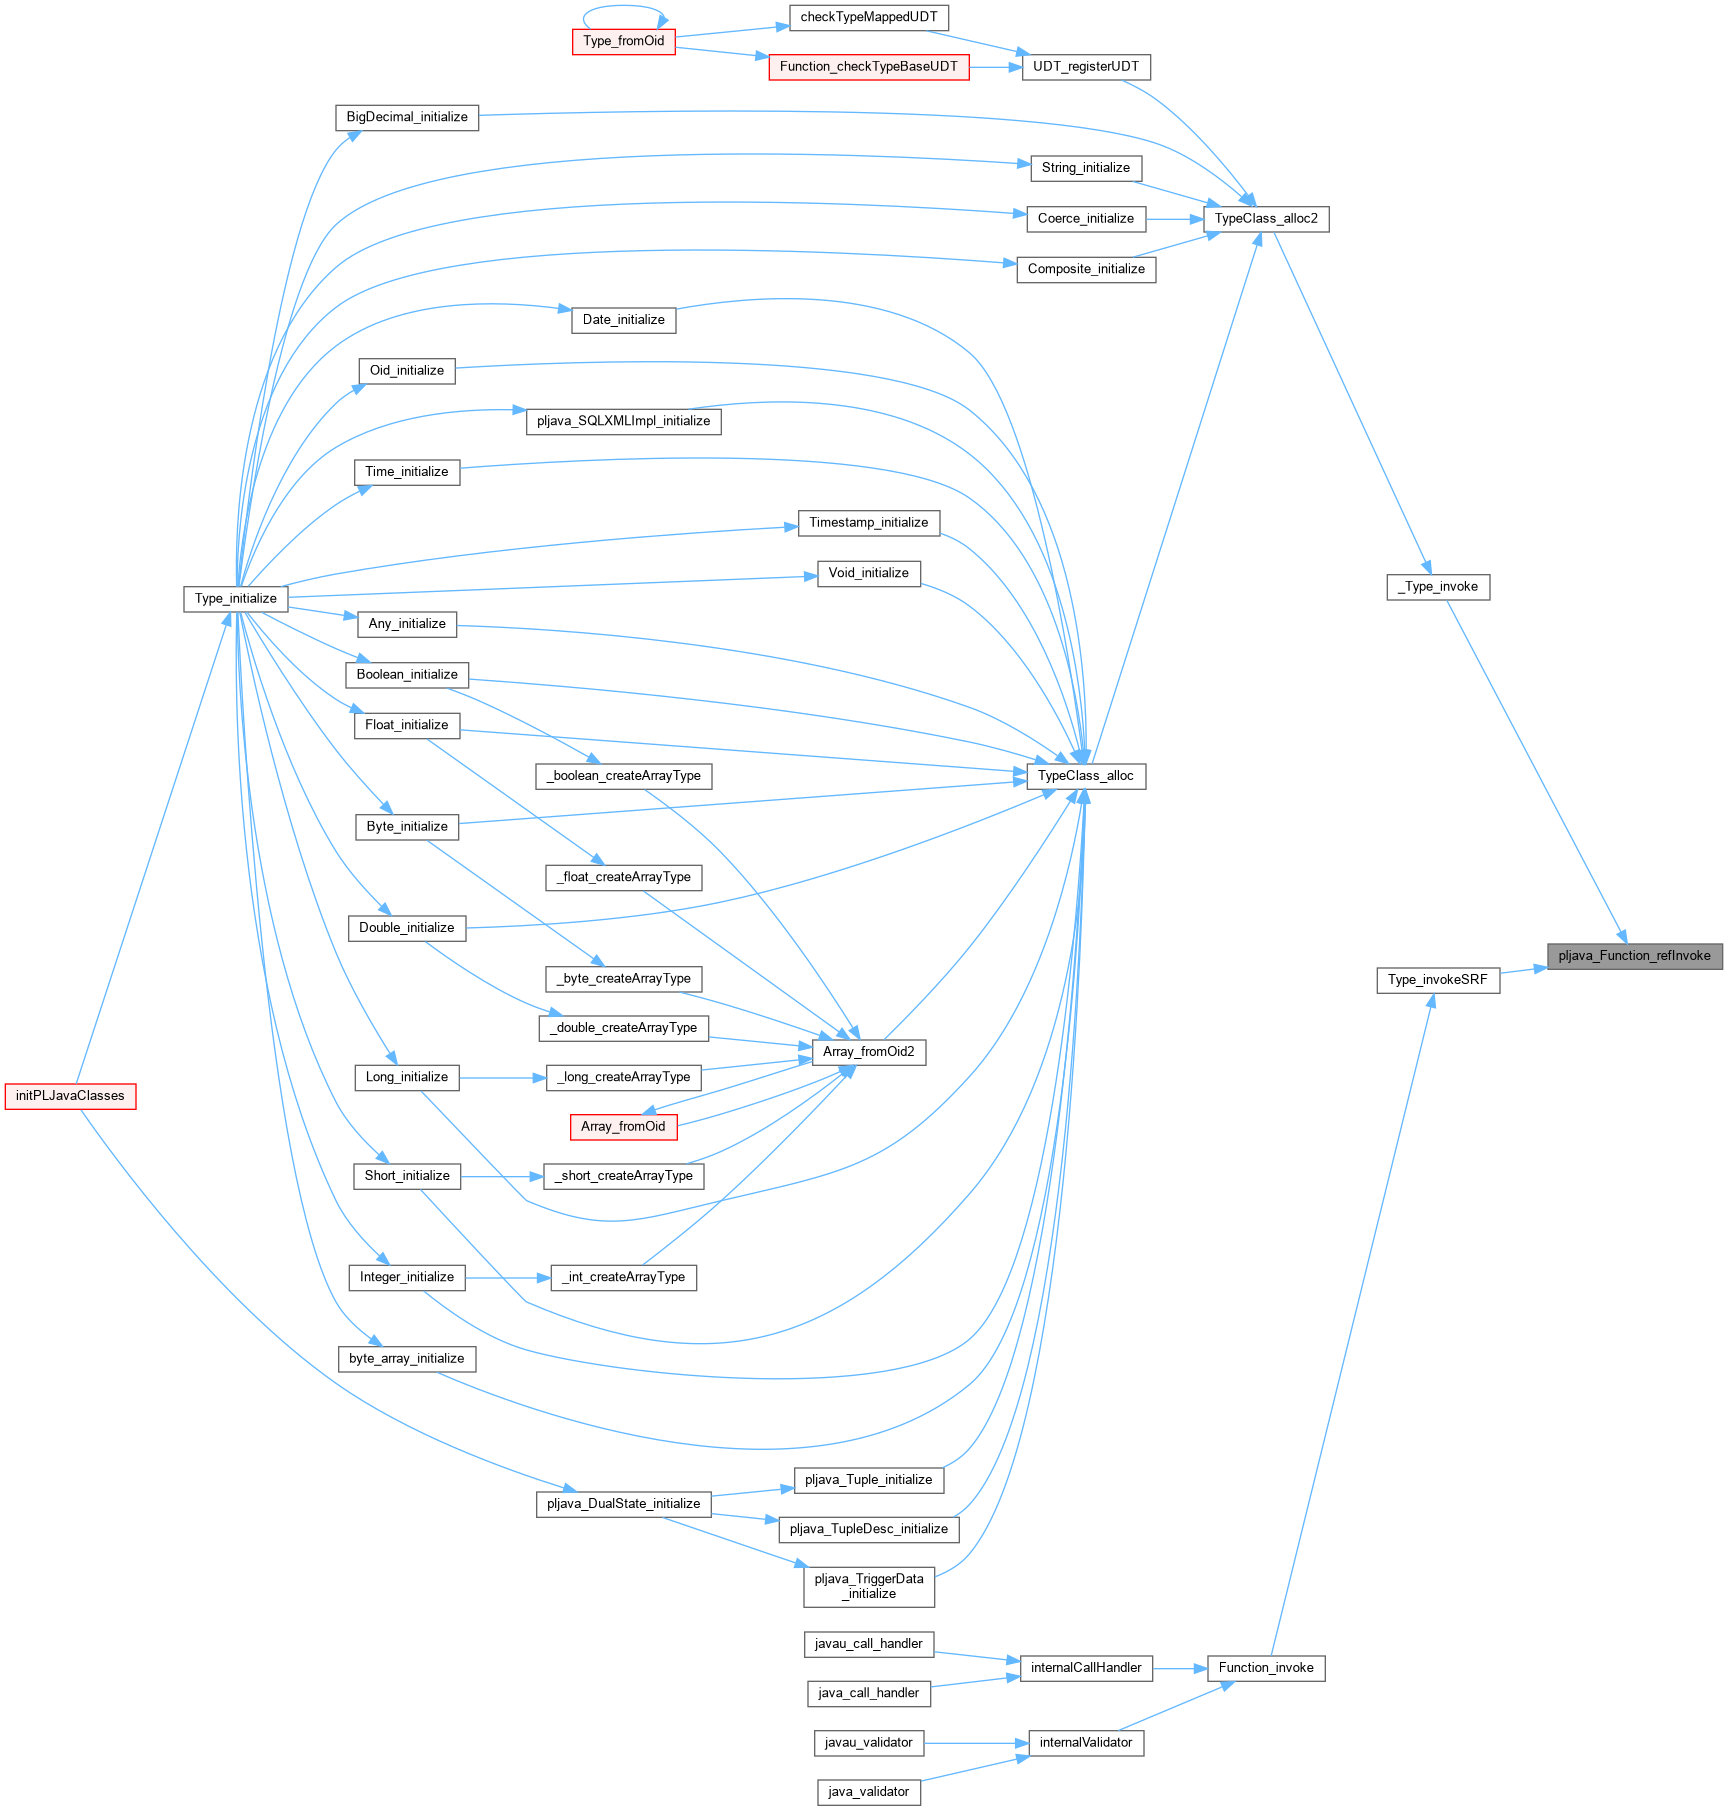 checkTypeMappedUDT
Type_fromOid
Function_checkTypeBaseUDT
UDT_registerUDT
BigDecimal_initialize
String_initialize
Coerce_initialize
TypeClass_alloc2
Composite_initialize
Date_initialize
Oid_initialize
pljava_SQLXMLImpl_initialize
Time_initialize
Timestamp_initialize
Void_initialize
_Type_invoke
Type_initialize
Any_initialize
Boolean_initialize
Float_initialize
_boolean_createArrayType
TypeClass_alloc
Byte_initialize
_float_createArrayType
Double_initialize
pljava_Function_refInvoke
_byte_createArrayType
Type_invokeSRF
_double_createArrayType
Array_fromOid2
Long_initialize
_long_createArrayType
initPLJavaClasses
Array_fromOid
Short_initialize
_short_createArrayType
Integer_initialize
_int_createArrayType
byte_array_initialize
pljava_Tuple_initialize
pljava_DualState_initialize
pljava_TupleDesc_initialize
pljava_TriggerData
_initialize
javau_call_handler
internalCallHandler
Function_invoke
java_call_handler
javau_validator
internalValidator
java_validator